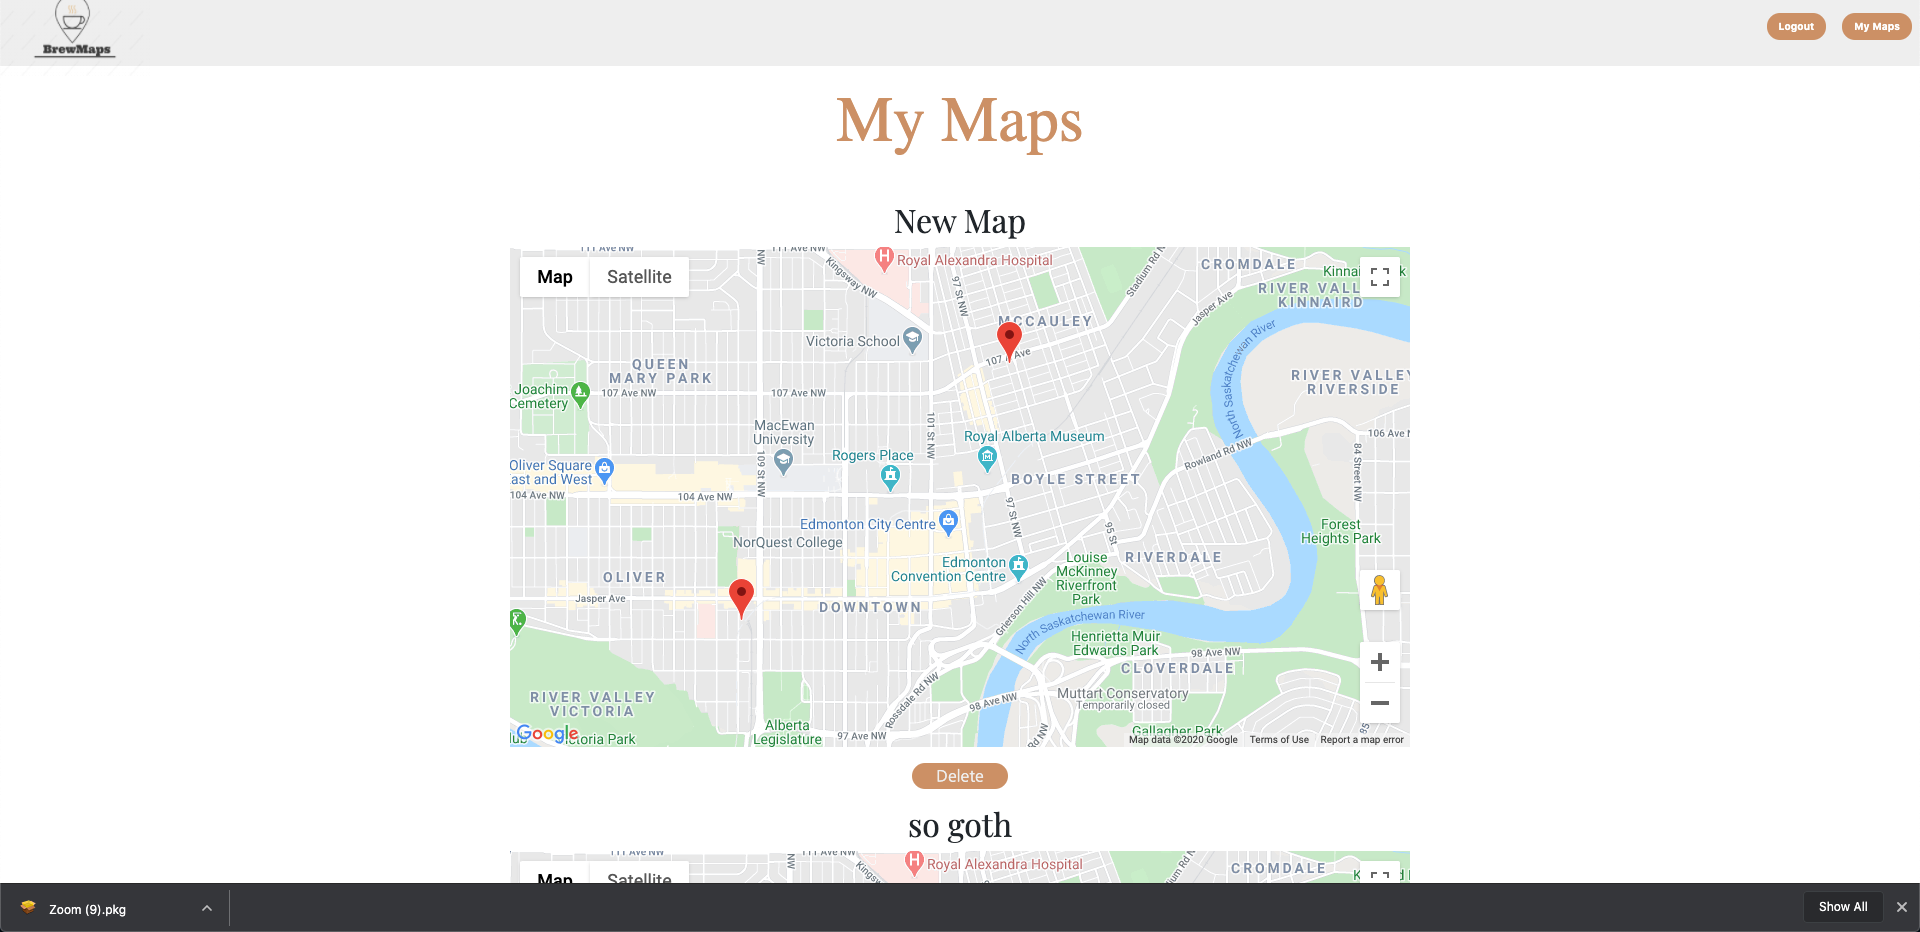 BrewMaps
Logout
My Maps
My Maps
New Map
111 Ave NW
111 Ave NW
NW
Map
Satellite
Kingsway NW
Royal Alexandra Hospital
97 St NW
Stadium Rd
CROMDALE
RIVER VALL
KINNAIRD
Jasper Ave
MCCAULEY
107 Ave
Victoria School
North Saskatchewan River
QUEEN
MARY PARK
RIVER VALLEY
RIVERSIDE
Joachim
Cemetery
107 Ave NW
107 Ave NW
101 St NW
MacEwan
University
109 St NW
Rogers Place
Royal Alberta Museum
Rowland Rd NW
106 Ave
84 Street NW
Oliver Square
East and West
104 Ave NW
104 Ave NW
BOYLE STREET
97 St NW
95 St
Edmonton City Centre
NorQuest College
Forest
Heights Park
Edmonton
Convention Centre
Louise
McKinney
Riverfront
Park
RIVERDALE
OLIVER
Jasper Ave
DOWNTOWN
Grierson Hill NW
North Saskatchewan River
Henrietta Muir
Edwards Park
98 Ave NW
CLOVERDALE
RIVER VALLEY
VICTORIA
Rossdale Rd NW
98 Ave NW
Muttart Conservatory
Temporarily closed
Alberta
Legislature
97 Ave NW
Rd NW
Gallagher Park
85
Google
Victoria Park
Map data ©2020 Google
Terms of Use
Report a map error
Delete
so goth
111 Ave NW
111 Ave NW
NW
Map
Satellite
Royal Alexandra Hospital
CROMDALE
Zoom (9).pkg
Show All